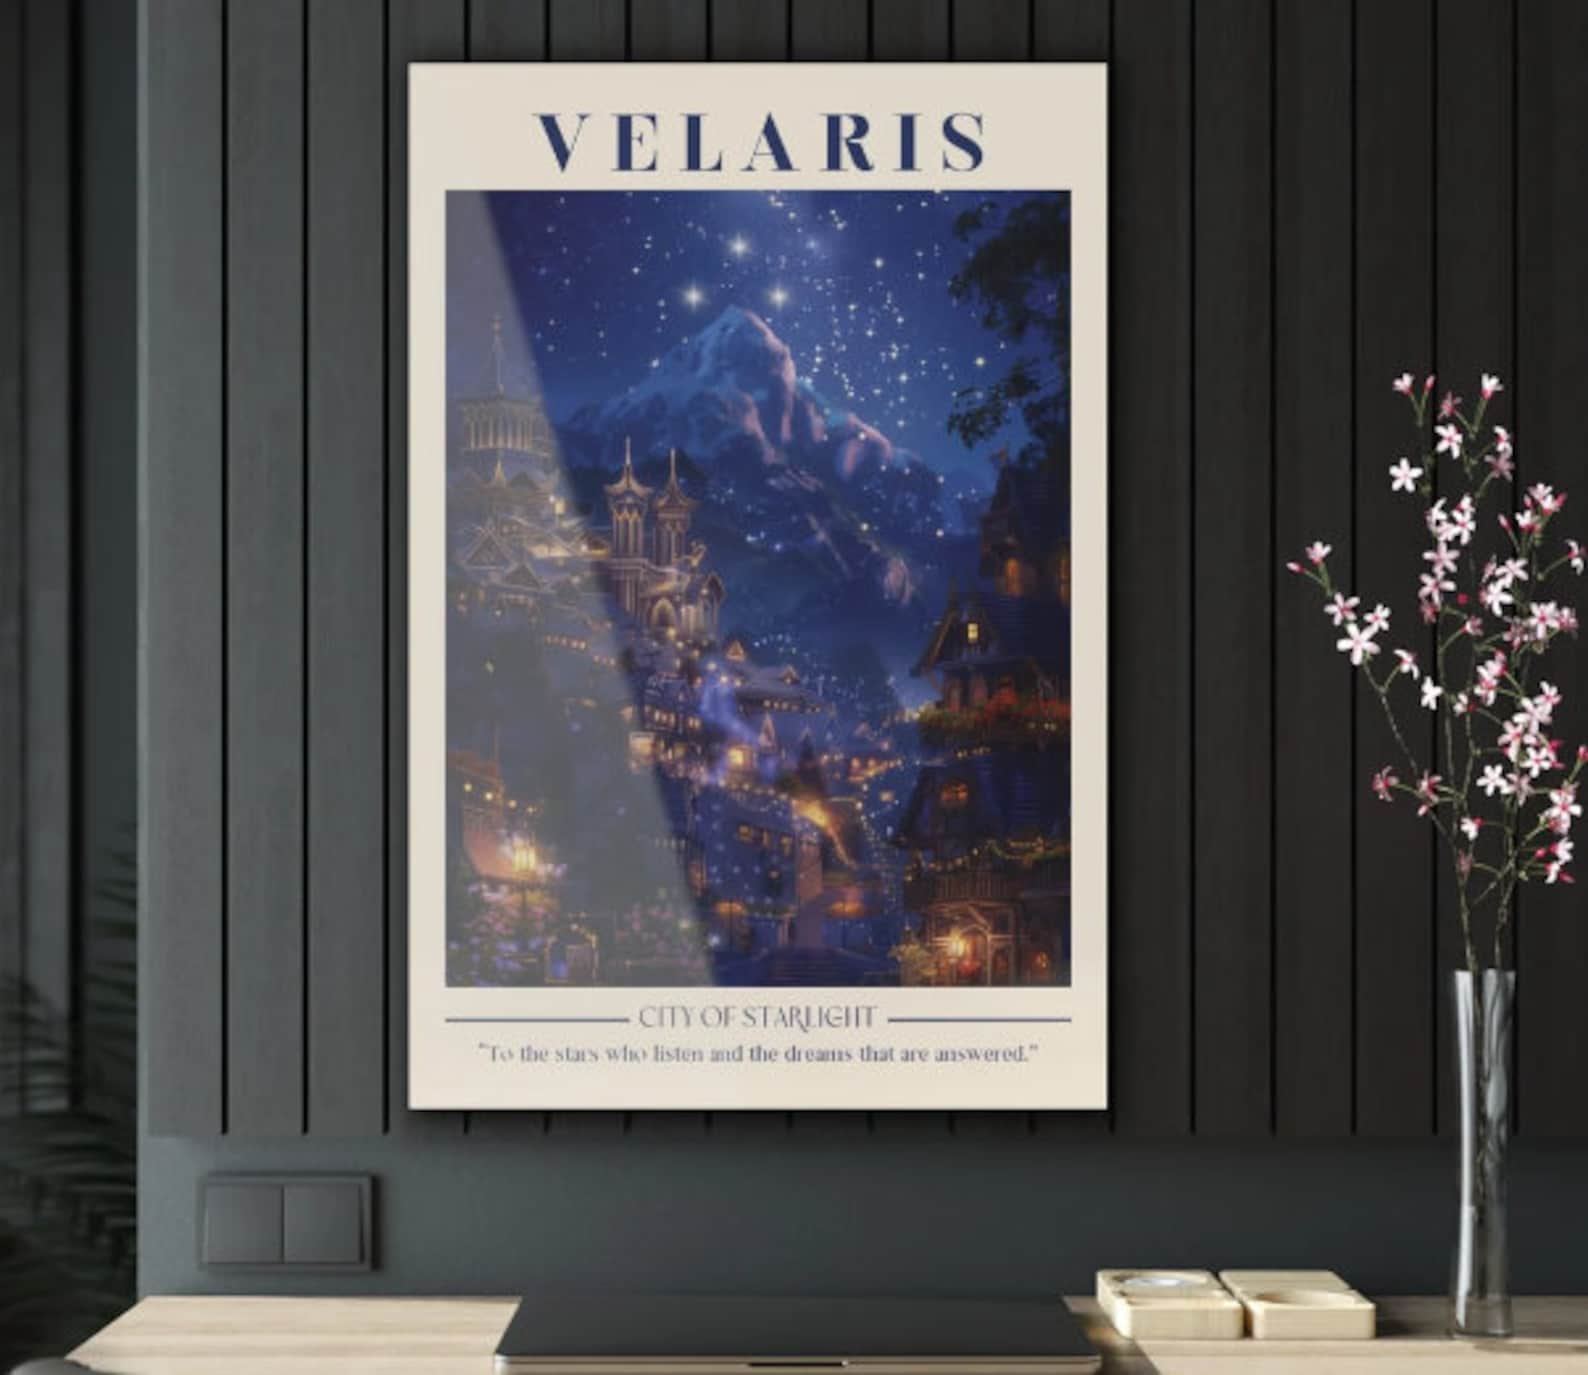 VELARIS
CITY OF STARLIGHT
"To the stars who listen and the dreams that are answered."